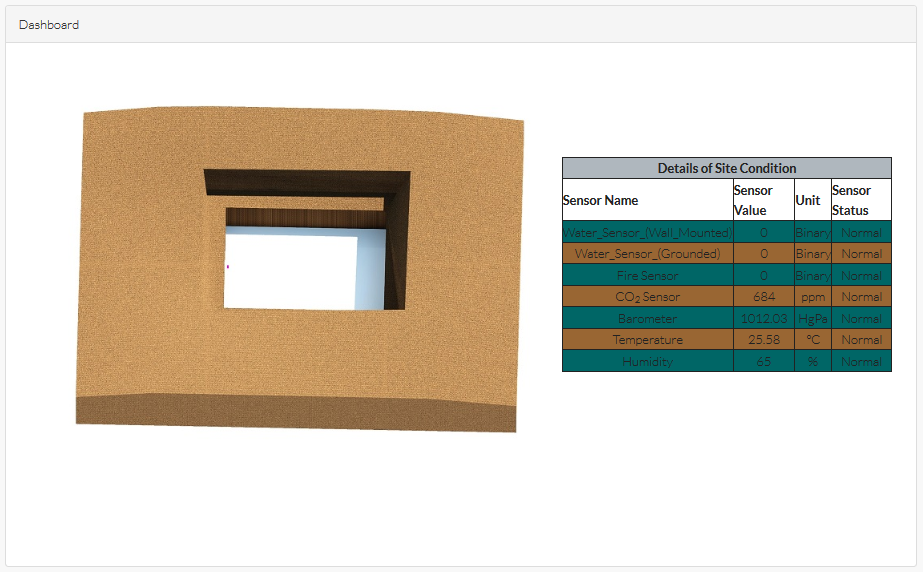 Dashboard
Details of Site Condition
Sensor Name Sensor Value Unit Sensor Status
Water_Sensor_(Wall_Mounted) 0 Binary Normal
Water_Sensor_(Grounded) 0 Binary Normal
Fire Sensor 0 Binary Normal
CO₂ Sensor 684 ppm Normal
Barometer 1012.03 HgPa Normal
Temperature 25.58 °C Normal
Humidity 65 % Normal